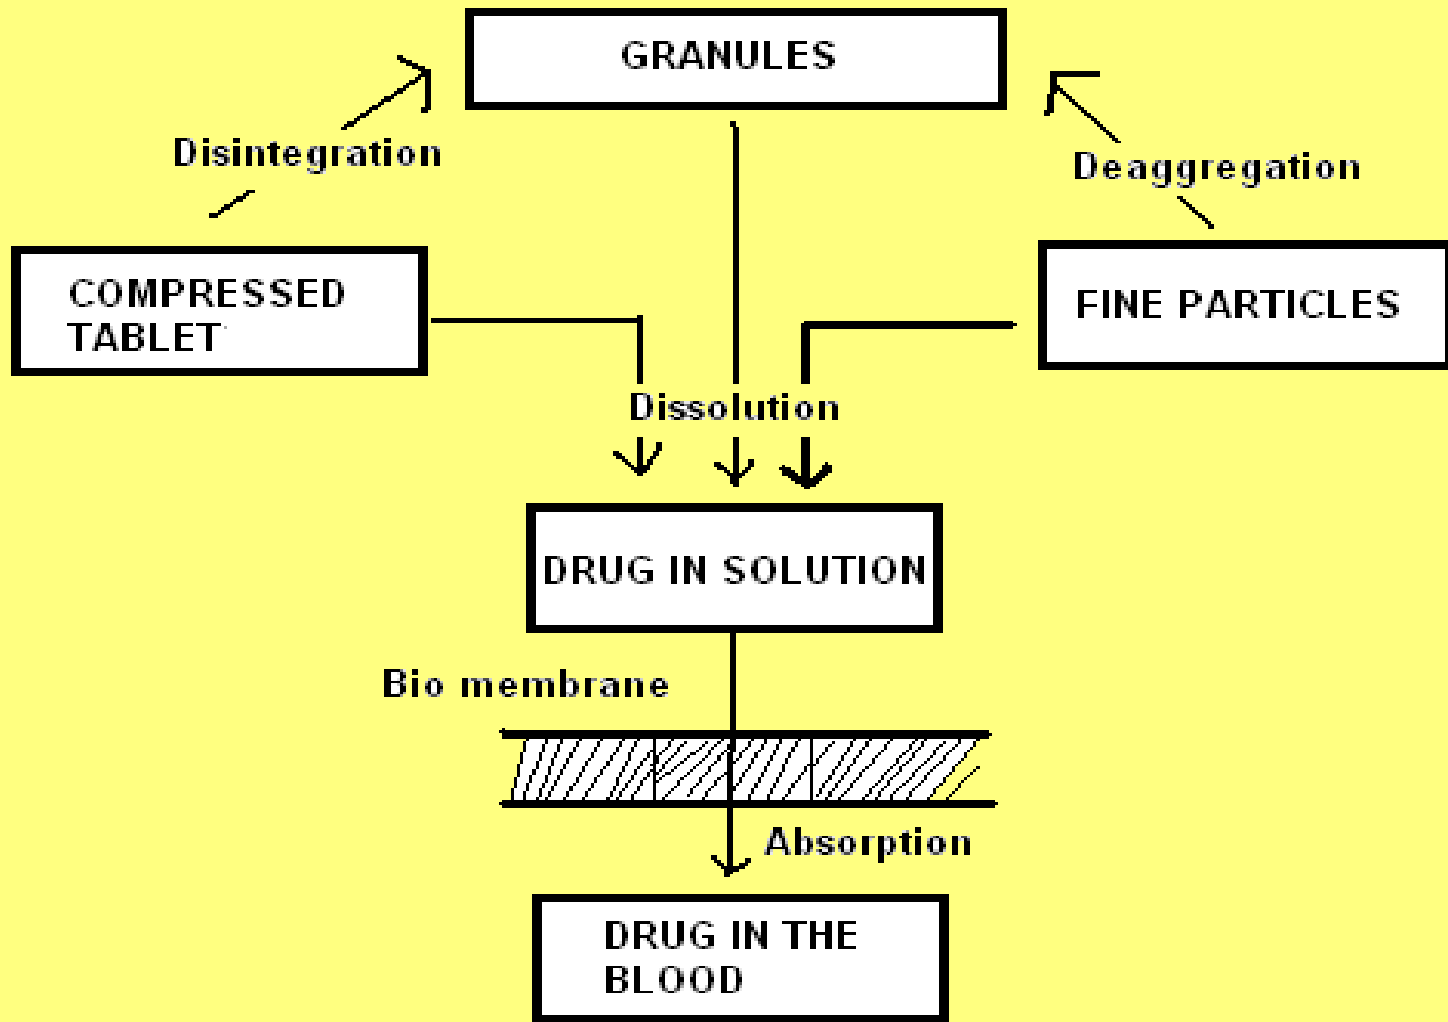 GRANULES
Disintegration
Deaggregation
COMPRESSED
TABLET
FINE PARTICLES
Dissolution
DRUG IN SOLUTION
Bio membrane
Absorption
DRUG IN THE
BLOOD